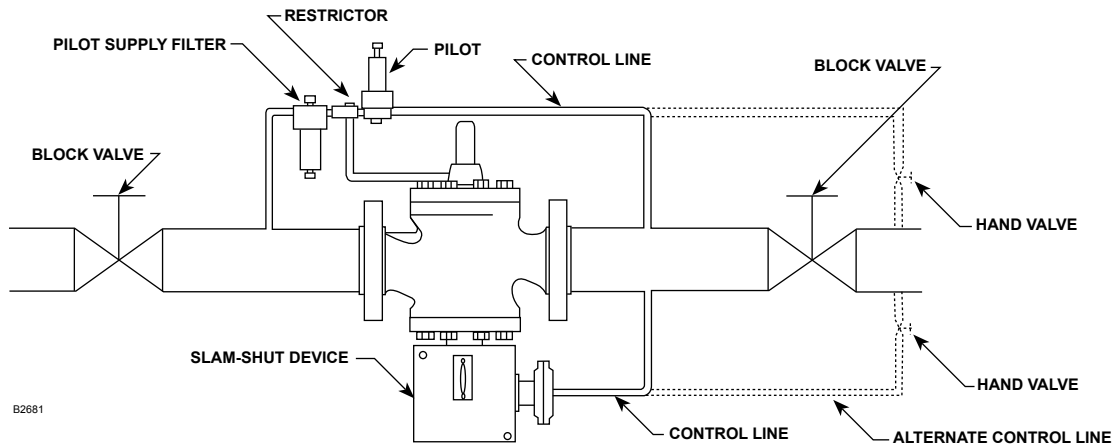 RESTRICTOR
PILOT SUPPLY FILTER
PILOT
CONTROL LINE
BLOCK VALVE
BLOCK VALVE
HAND VALVE
SLAM-SHUT DEVICE
HAND VALVE
B2681
CONTROL LINE
ALTERNATE CONTROL LINE